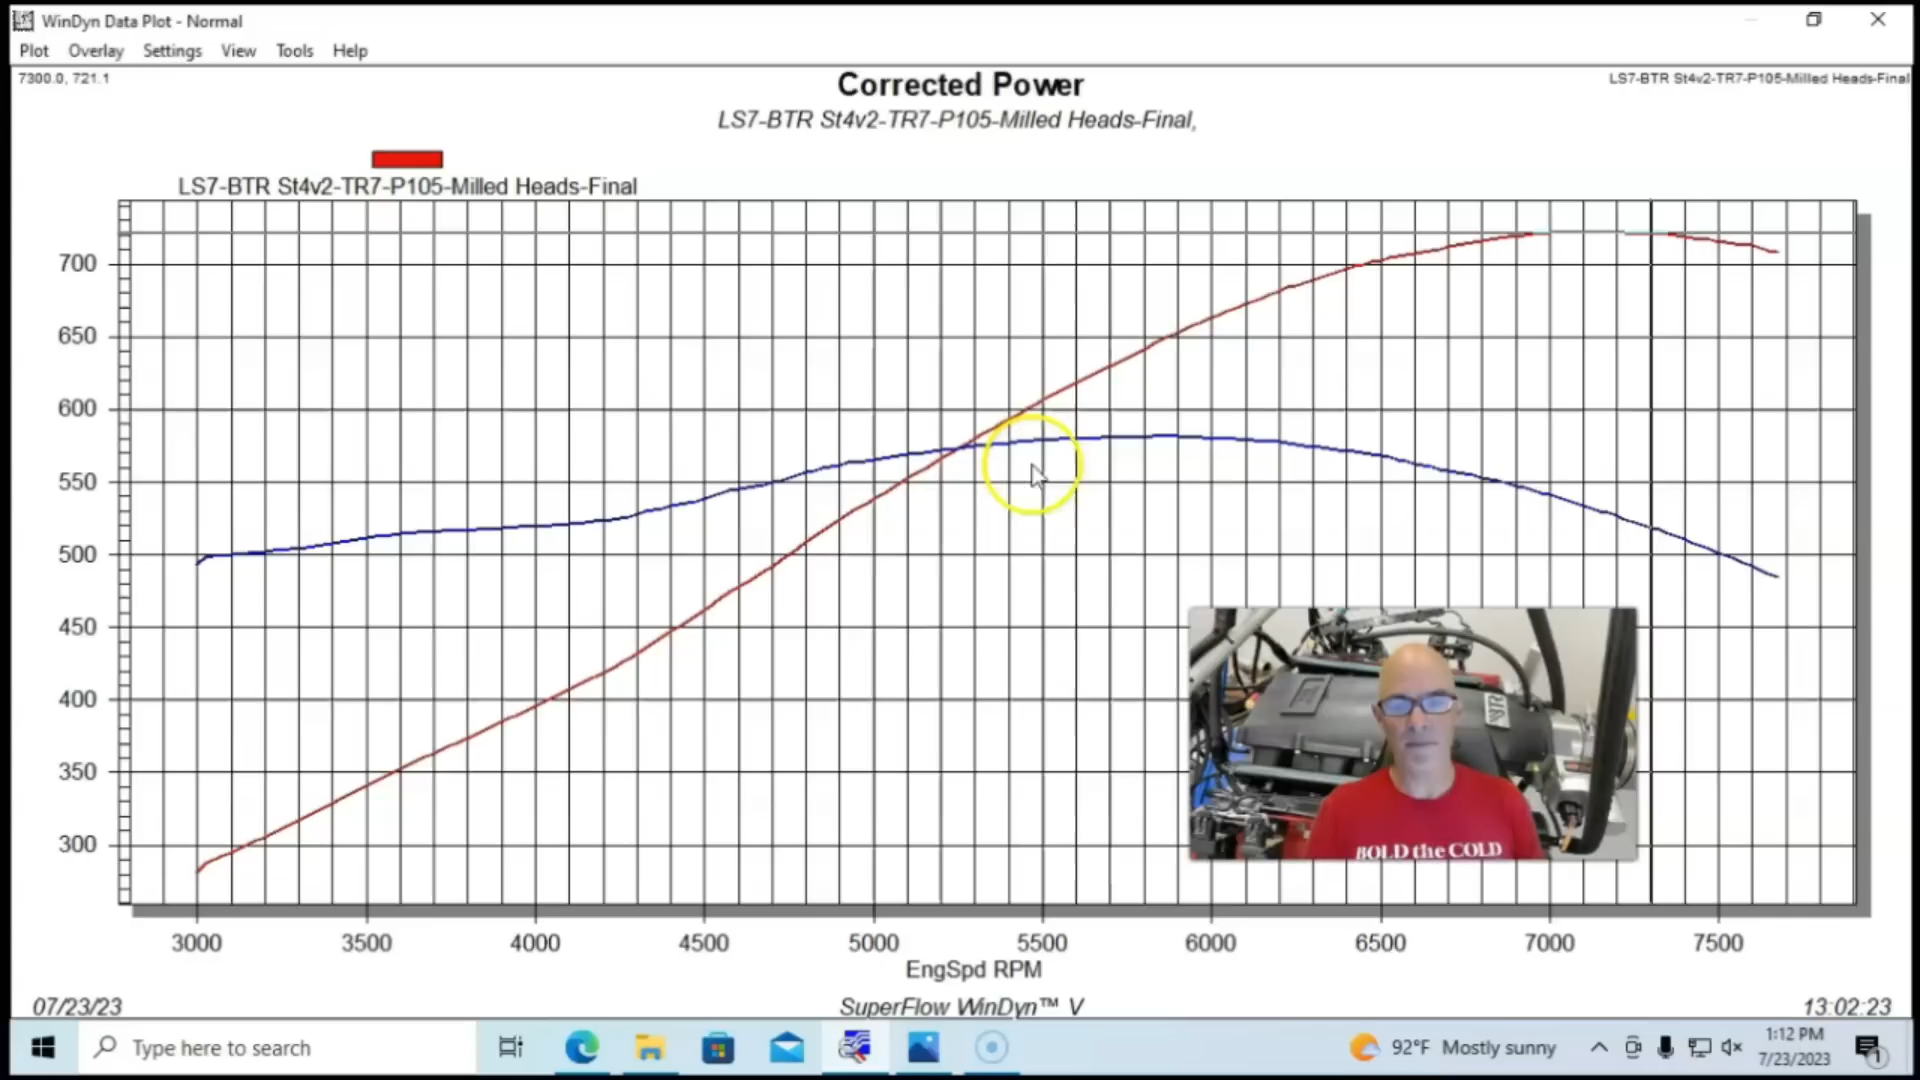 WinDyn Data Plot - Normal
Plot Overlay Settings View Tools Help
7300.0, 721.1
LS7-BTR St4v2-TR7-P105-Milled Heads-Final
Corrected Power
LS7-BTR St4v2-TR7-P105-Milled Heads-Final,
LS7-BTR St4v2-TR7-P105-Milled Heads-Final
700
650
600
550
500
450
400
350
300
3000 3500 4000 4500 5000 5500 6000 6500 7000 7500
EngSpd RPM
BOLD the COLD
07/23/23 SuperFlow WinDyn™ V 13:02:23
Type here to search
92°F Mostly sunny
1:12 PM
7/23/2023
1